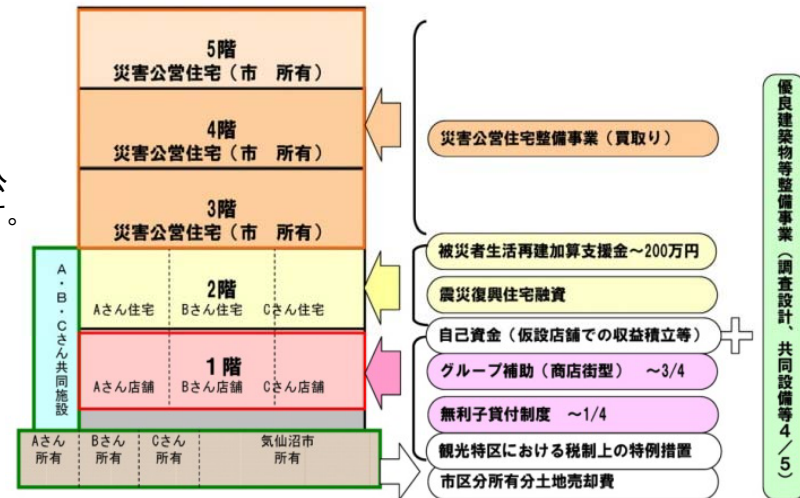 5階
災害公営住宅（市　所有）
4階
災害公営住宅（市　所有）
3階
災害公営住宅（市　所有）
す。
A・B・Cさん共同施設
2階
Aさん住宅　Bさん住宅　Cさん住宅
1階
Aさん店舗　Bさん店舗　Cさん店舗
Aさん所有
Bさん所有
Cさん所有
気仙沼市所有
災害公営住宅整備事業（買取り）
被災者生活再建加算支援金～200万円
震災復興住宅融資
自己資金（仮設店舗での収益積立等）
グループ補助（商店街型）　～3/4
無利子貸付制度　～1/4
観光特区における税制上の特例措置
市区分所有分土地売却費
優良建築物等整備事業（調査設計、共同設備等4／5）